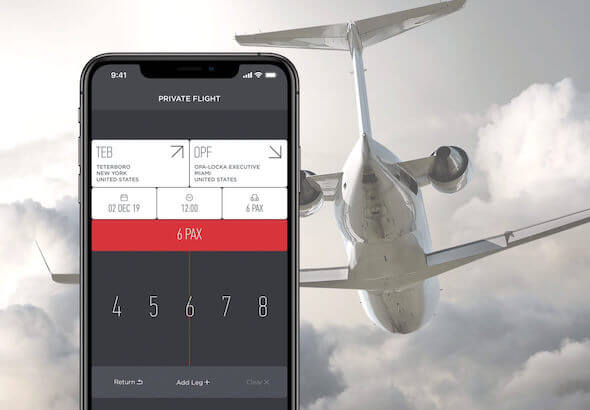 9:41
PRIVATE FLIGHT
TEB
TETERBORO
NEW YORK
UNITED STATES
OPF
OPA-LOCKA EXECUTIVE
MIAMI
UNITED STATES
02 DEC 19
12:00
6 PAX
6 PAX
4 5 6 7 8
Return
Add Leg +
Clear ×